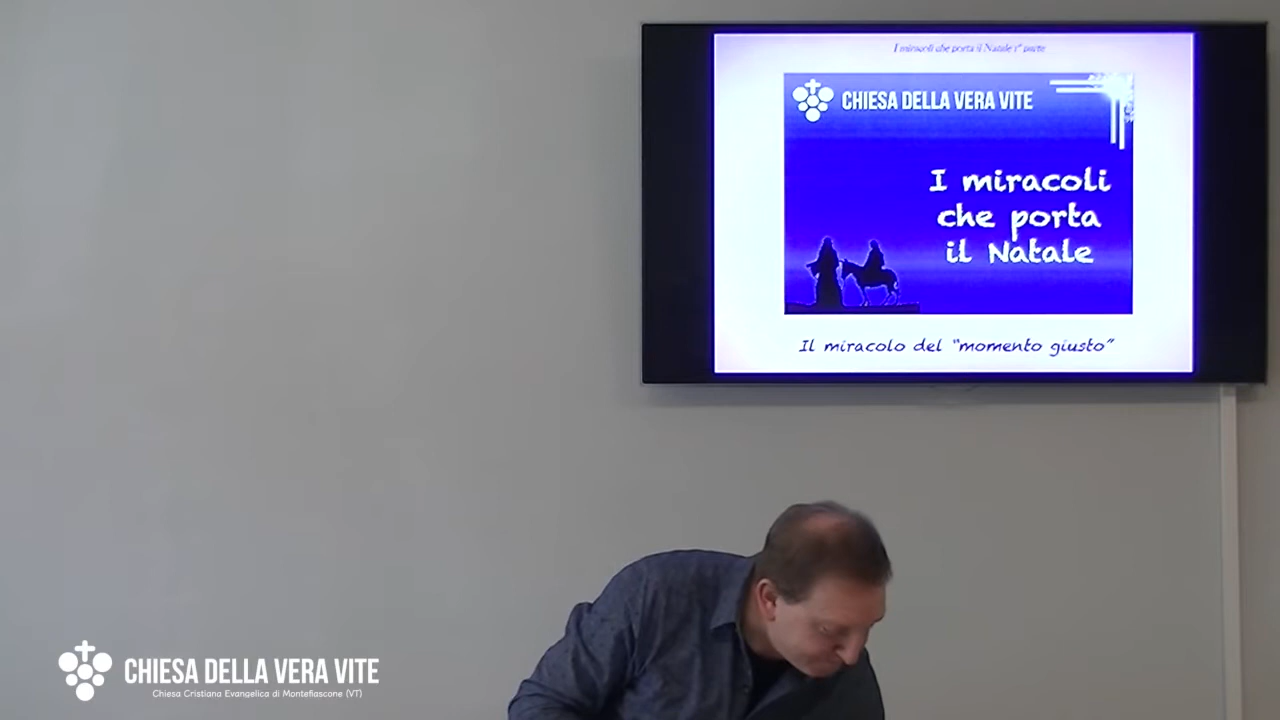 I miracoli che porta il Natale 1ª parte
CHIESA DELLA VERA VITE
I miracoli
che porta
il Natale
Il miracolo del "momento giusto"
CHIESA DELLA VERA VITE
Chiesa Cristiana Evangelica di Montefiascone (VT)